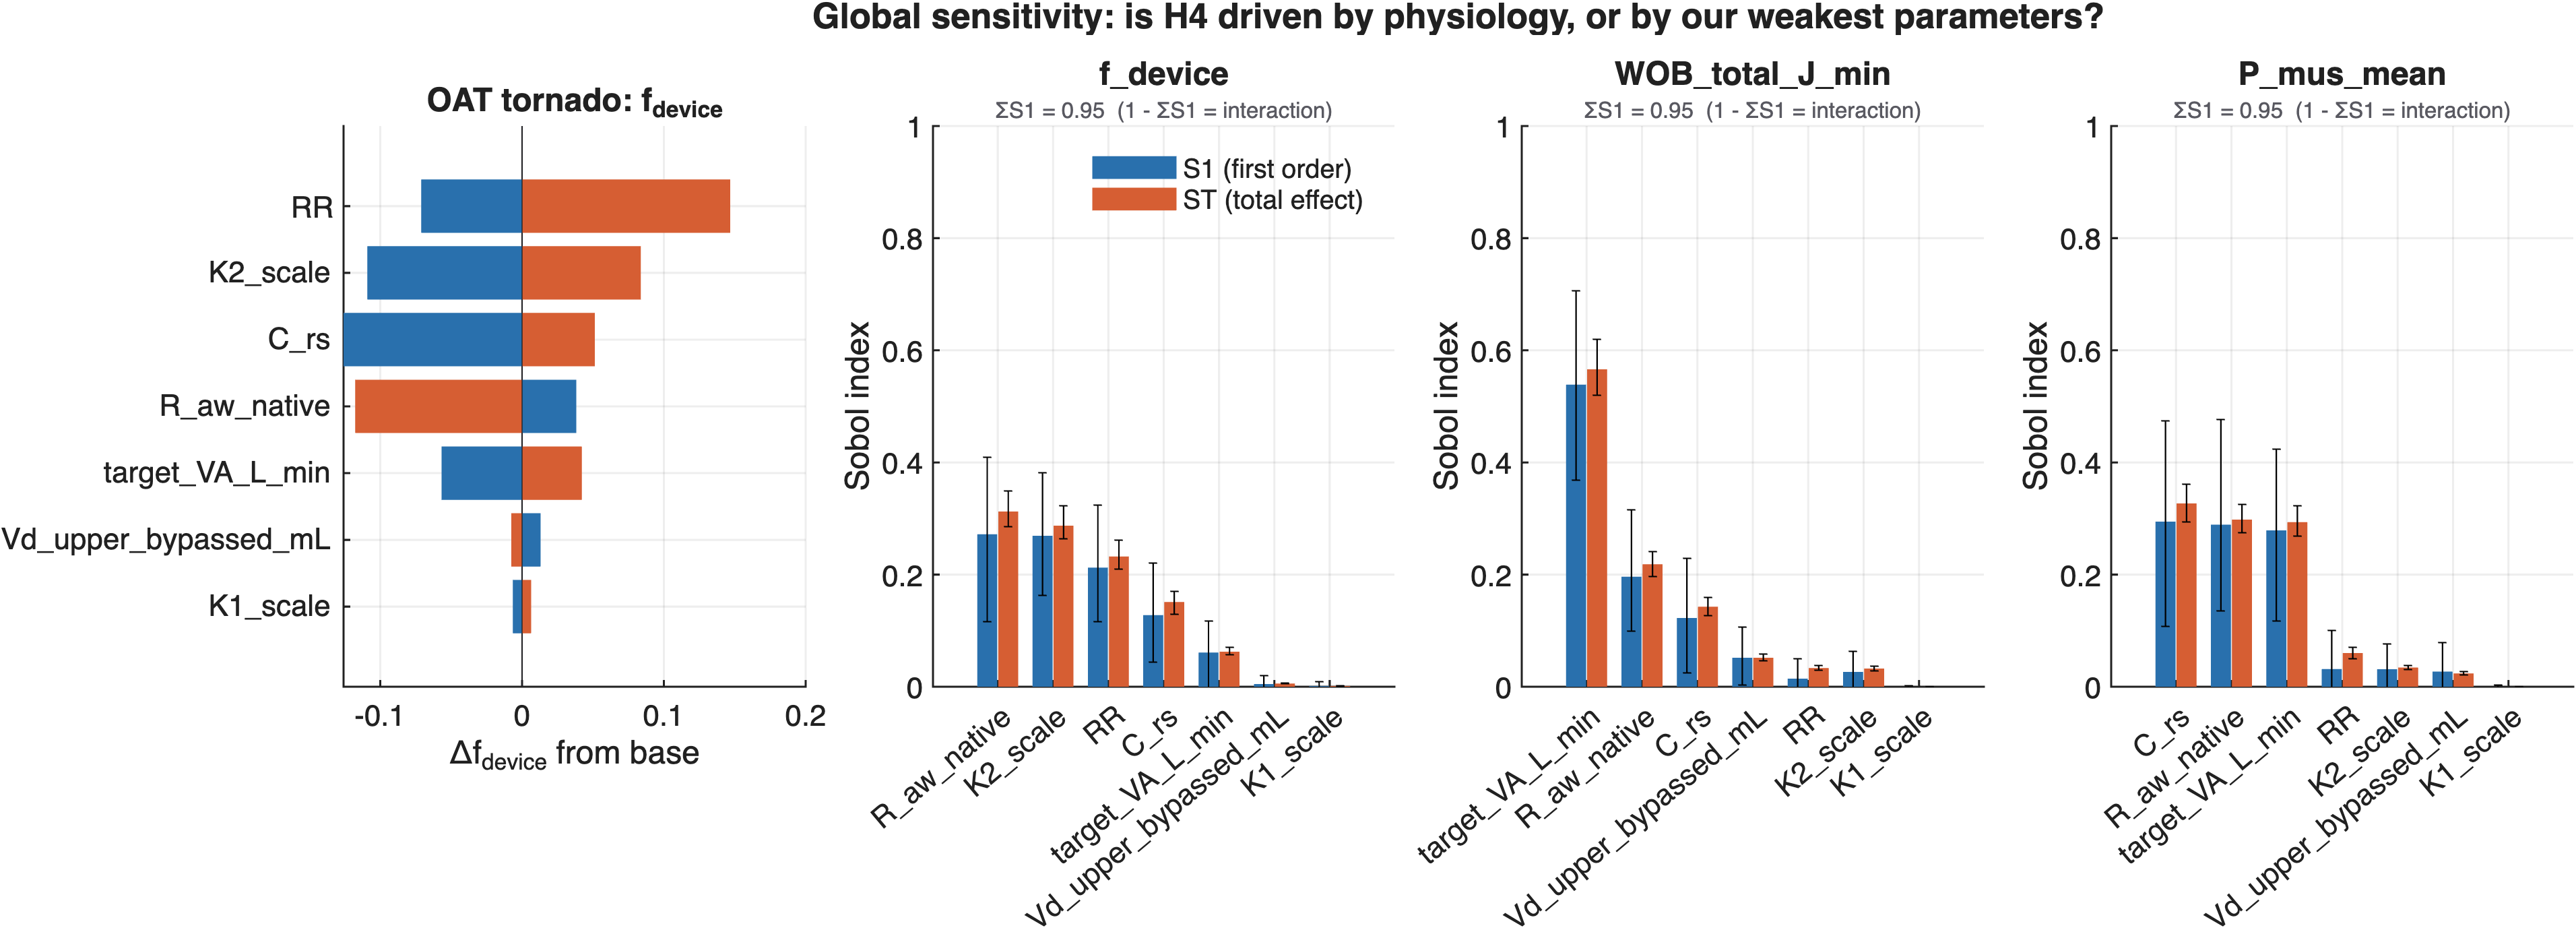 Global sensitivity: is H4 driven by physiology, or by our weakest parameters?
OAT tornado: fdevice
RR
K2_scale
C_rs
R_aw_native
target_VA_L_min
Vd_upper_bypassed_mL
K1_scale
-0.1
0
0.1
0.2
Δfdevice from base
f_device
ΣS1 = 0.95 (1 - ΣS1 = interaction)
S1 (first order)
ST (total effect)
Sobol index
1
0.8
0.6
0.4
0.2
0
R_aw_native
K2_scale
RR
C_rs
target_VA_L_min
Vd_upper_bypassed_mL
K1_scale
WOB_total_J_min
ΣS1 = 0.95 (1 - ΣS1 = interaction)
Sobol index
1
0.8
0.6
0.4
0.2
0
target_VA_L_min
R_aw_native
C_rs
Vd_upper_bypassed_mL
RR
K2_scale
K1_scale
P_mus_mean
ΣS1 = 0.95 (1 - ΣS1 = interaction)
Sobol index
1
0.8
0.6
0.4
0.2
0
C_rs
R_aw_native
target_VA_L_min
RR
K2_scale
Vd_upper_bypassed_mL
K1_scale